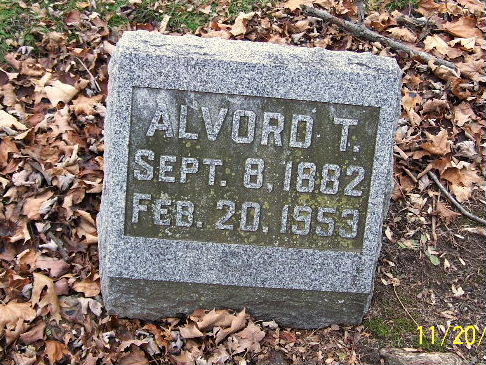 ALVORD T.
SEPT. 8, 1882
FEB. 20, 1953
11/20/